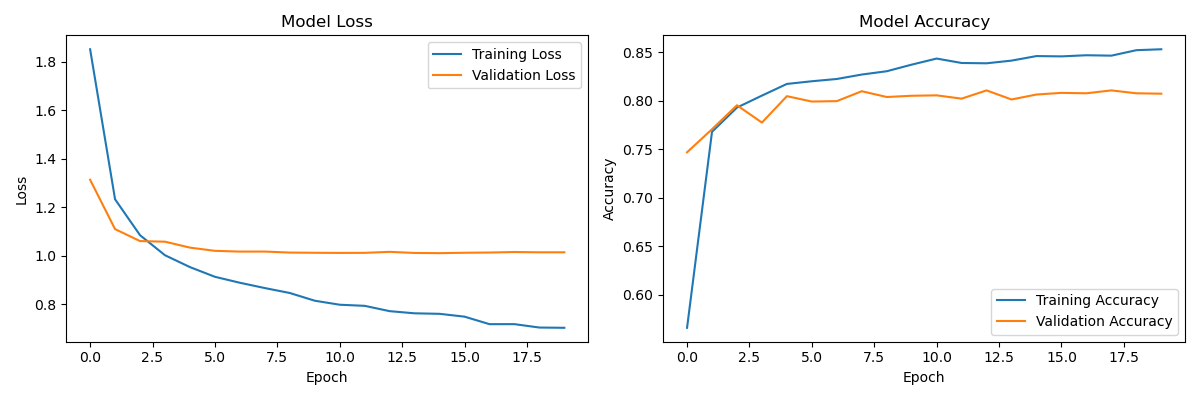 Model Loss
Training Loss
Validation Loss
1.8
1.6
1.4
1.2
1.0
0.8
Loss
0.0 2.5 5.0 7.5 10.0 12.5 15.0 17.5
Epoch
Model Accuracy
0.85
0.80
0.75
0.70
0.65
0.60
Accuracy
Training Accuracy
Validation Accuracy
0.0 2.5 5.0 7.5 10.0 12.5 15.0 17.5
Epoch